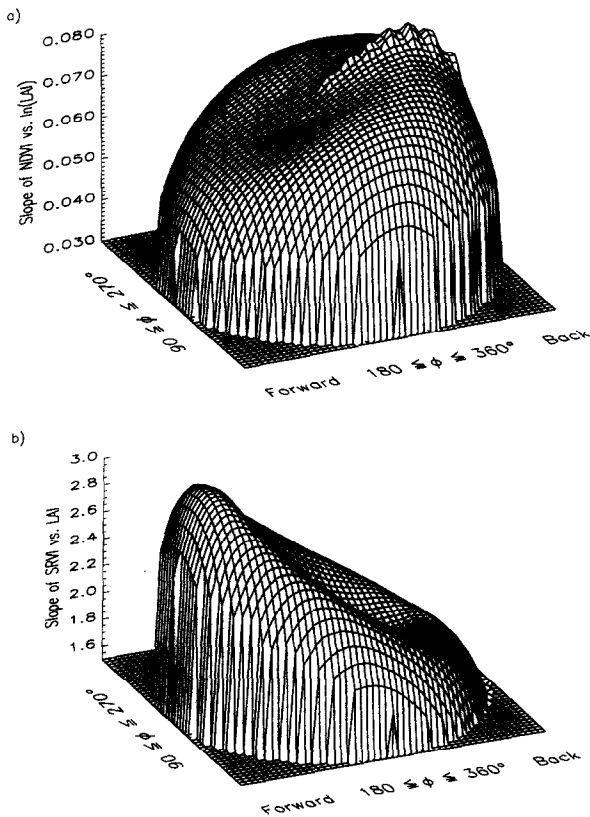 a)
0.080
0.070
0.060
0.050
0.040
0.030
Slope of NDVI vs. ln(LAI)
90 ≦ φ ≦ 270°
Forward 180 ≦ φ ≦ 360° Back
b)
3.0
2.8
2.6
2.4
2.2
2.0
1.8
1.6
Slope of SRVI vs. LAI
90 ≦ φ ≦ 270°
Forward 180 ≦ φ ≦ 360° Back